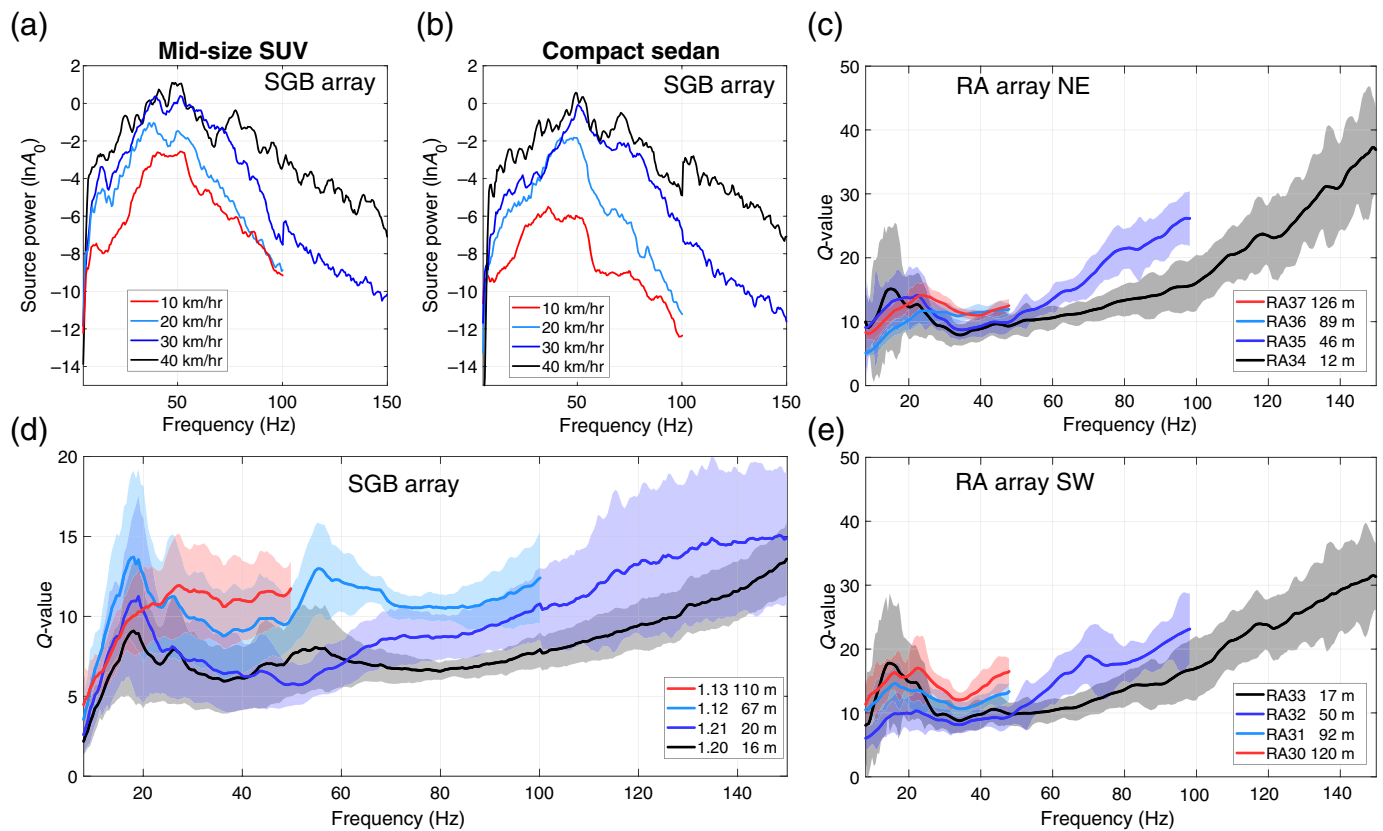 (a)
Mid-size SUV
SGB array
2
0
−2
−4
−6
−8
−10
−12
−14
Source power (lnA0)
10 km/hr
20 km/hr
30 km/hr
40 km/hr
50
100
150
Frequency (Hz)
(b)
Compact sedan
SGB array
2
0
−2
−4
−6
−8
−10
−12
−14
Source power (lnA0)
10 km/hr
20 km/hr
30 km/hr
40 km/hr
50
100
150
Frequency (Hz)
(c)
RA array NE
50
40
30
20
10
0
Q-value
RA37 126 m
RA36 89 m
RA35 46 m
RA34 12 m
20
40
60
80
100
120
140
Frequency (Hz)
(d)
SGB array
20
15
10
5
0
Q-value
1.13 110 m
1.12 67 m
1.21 20 m
1.20 16 m
20
40
60
80
100
120
140
Frequency (Hz)
(e)
RA array SW
50
40
30
20
10
0
Q-value
RA33 17 m
RA32 50 m
RA31 92 m
RA30 120 m
20
40
60
80
100
120
140
Frequency (Hz)